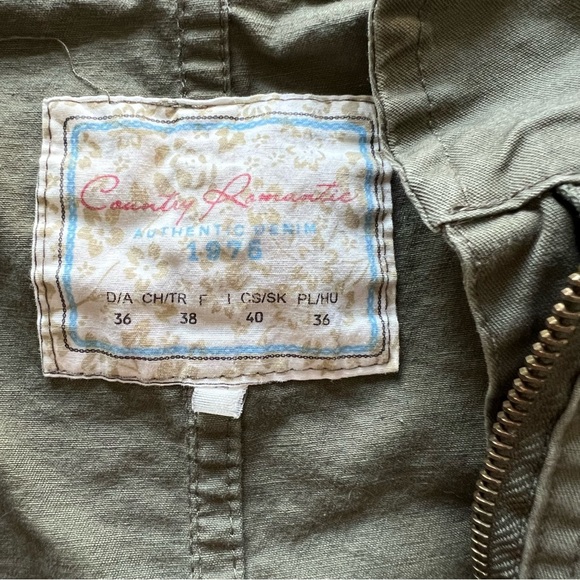 Country Romantic
AUTHENTIC DENIM
1976
D/A CH/TR F I CS/SK PL/HU
36 38 40 36